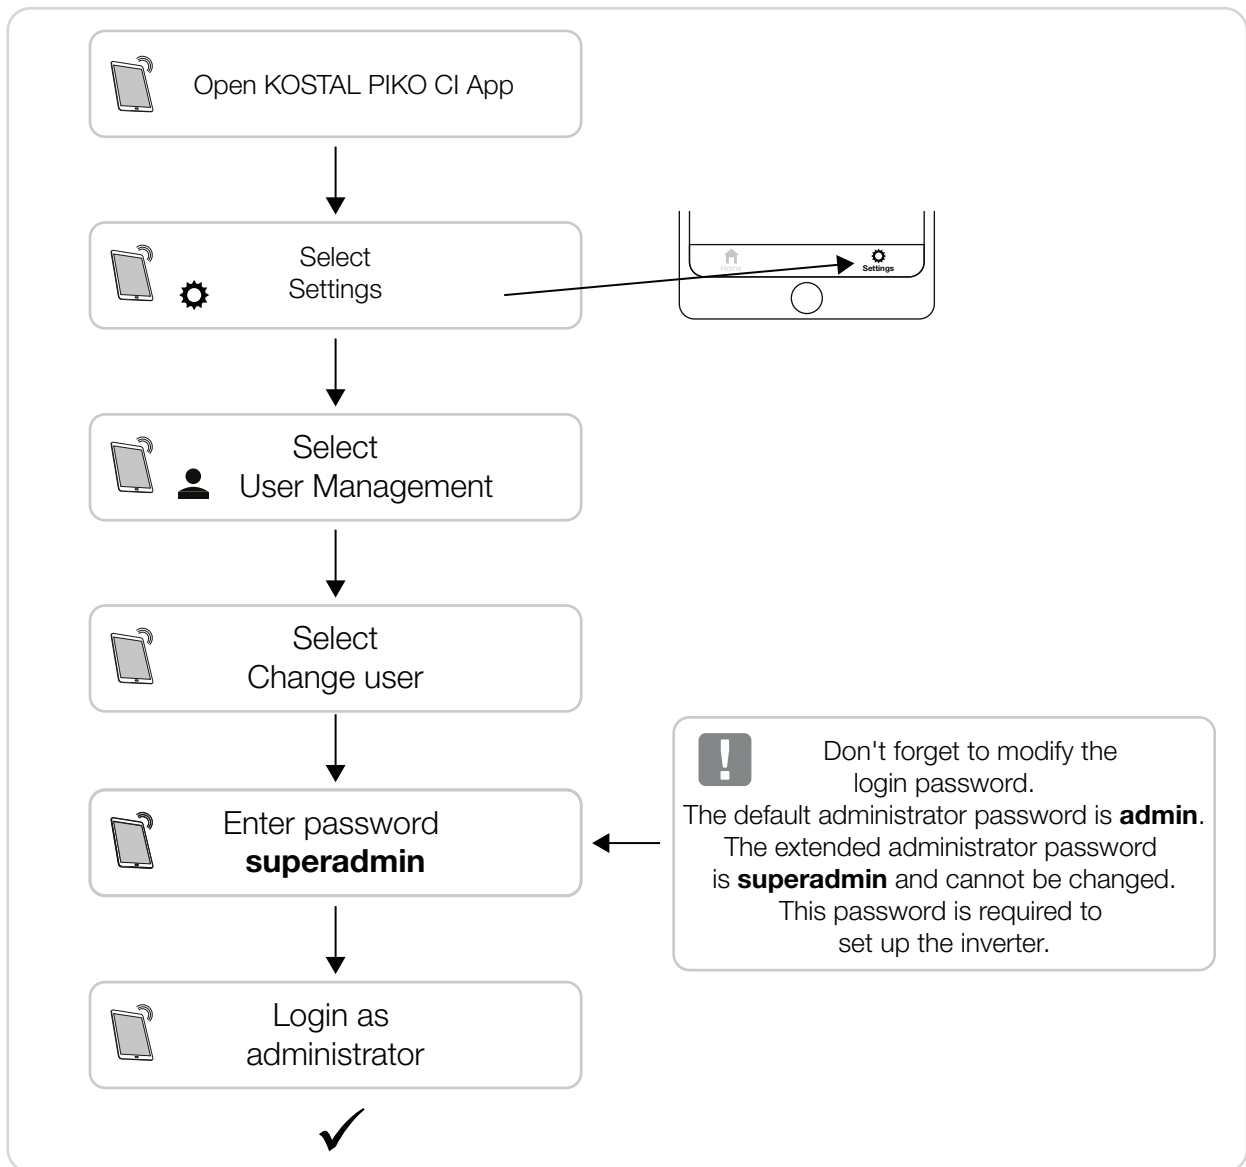 Open KOSTAL PIKO CI App
Select
Settings
Home
Settings
Select
User Management
Select
Change user
Enter password
superadmin
Don't forget to modify the
login password.
The default administrator password is admin.
The extended administrator password
is superadmin and cannot be changed.
This password is required to
set up the inverter.
Login as
administrator